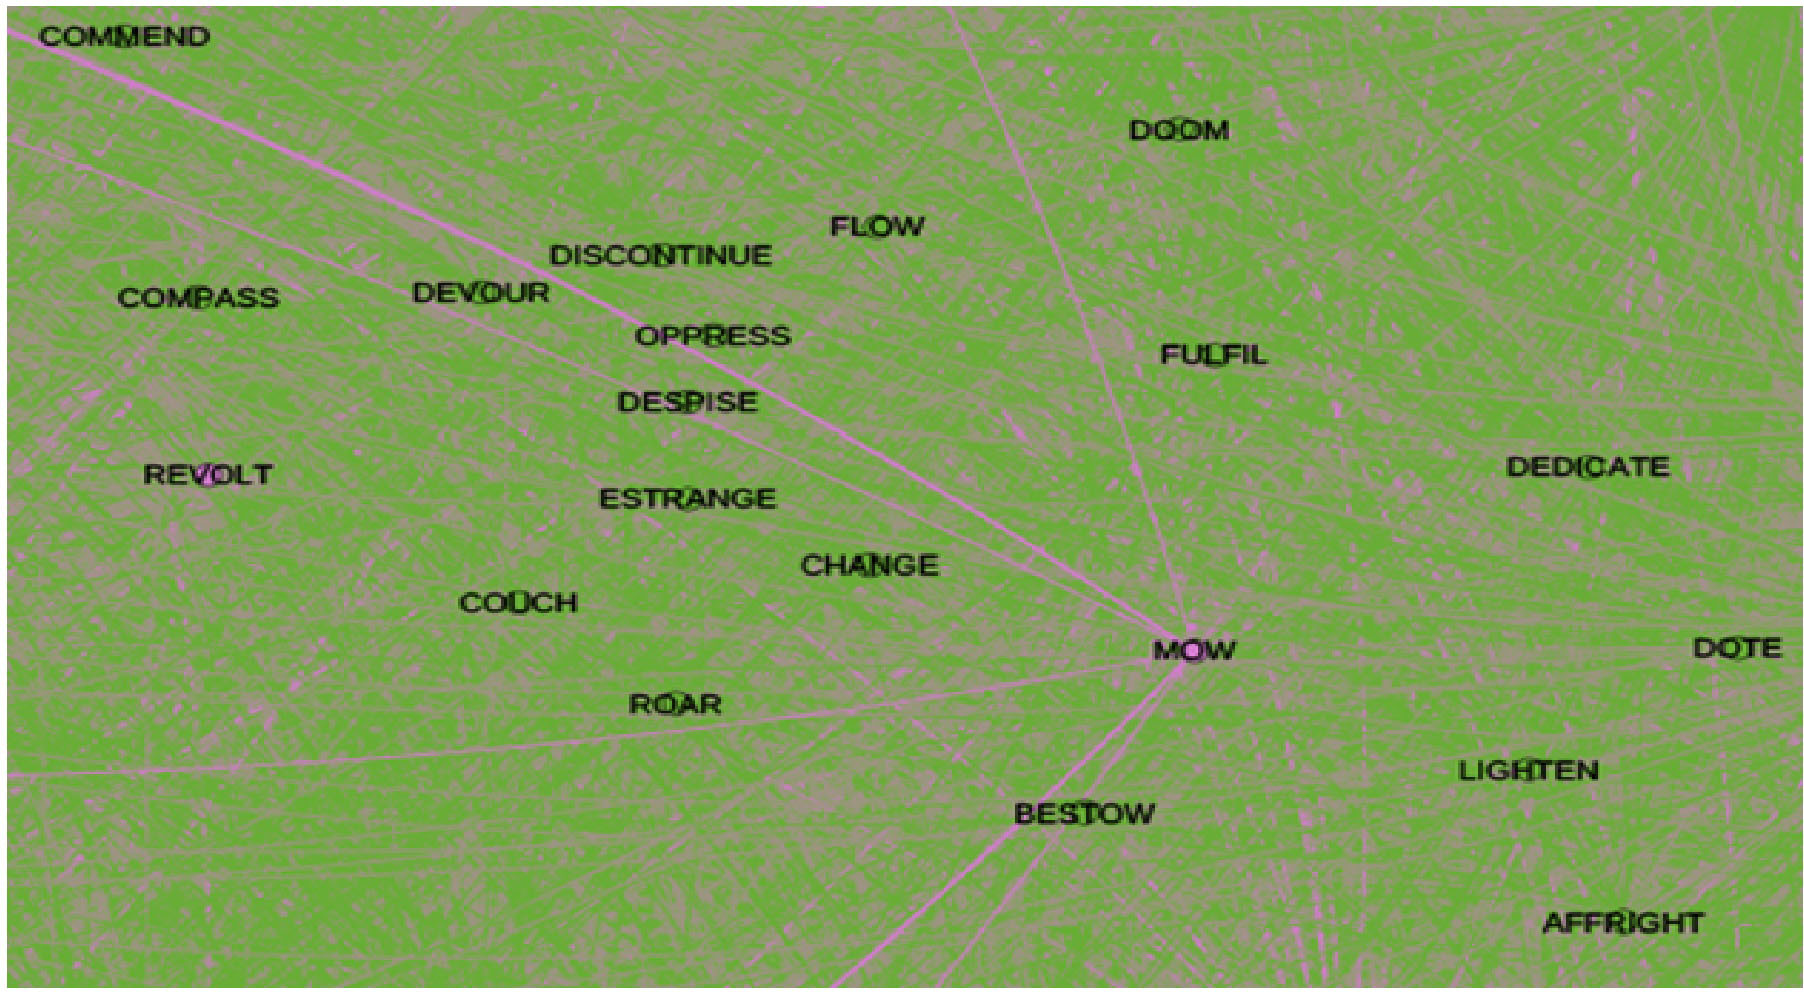 COMMEND
DOOM
FLOW
DISCONTINUE
DEVOUR
COMPASS
OPPRESS
FULFIL
DESPISE
DEDICATE
REVOLT
ESTRANGE
CHANGE
COUCH
MOW
DOTE
ROAR
LIGHTEN
BESTOW
AFFRIGHT